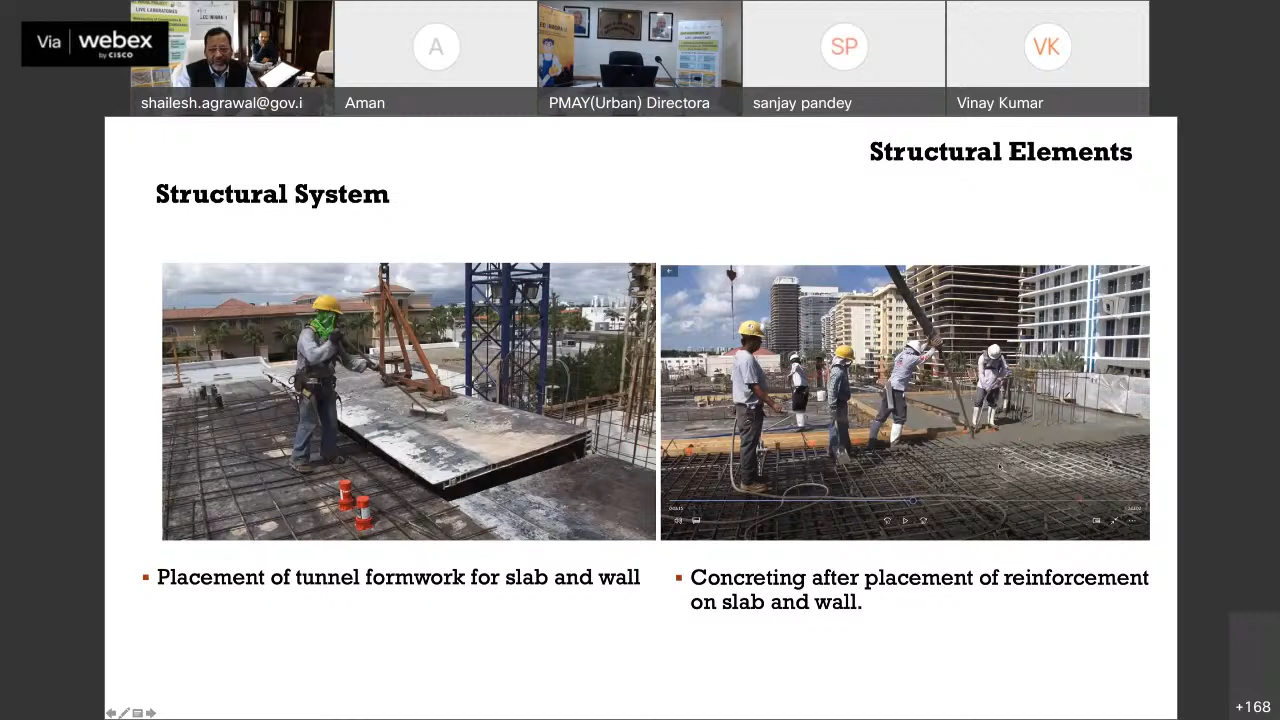 Via webex
by CISCO
A
SP
VK
shailesh.agrawal@gov.i
Aman
PMAY(Urban) Directora
sanjay pandey
Vinay Kumar
Structural Elements
Structural System
Placement of tunnel formwork for slab and wall
Concreting after placement of reinforcement
on slab and wall.
+168